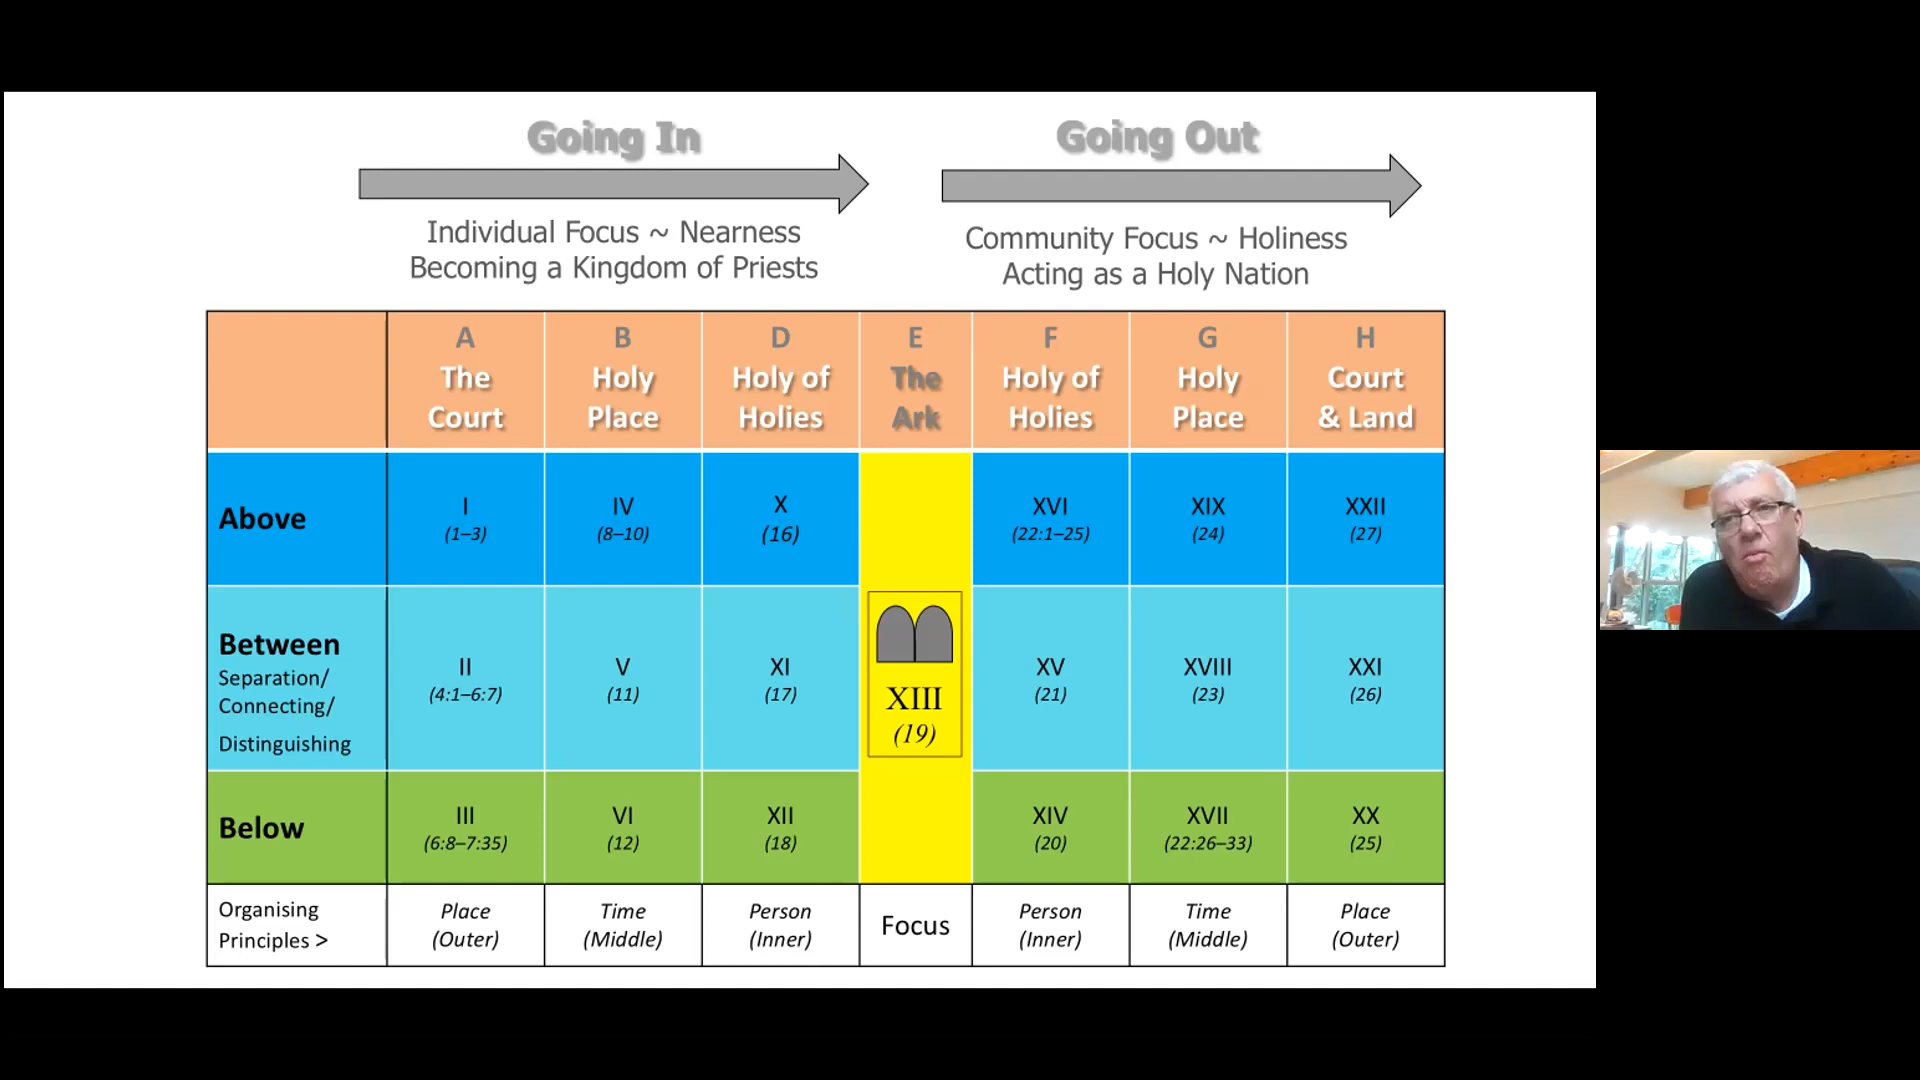 Going In
Going Out
Individual Focus ~ Nearness
Becoming a Kingdom of Priests
Community Focus ~ Holiness
Acting as a Holy Nation
A
The
Court
B
Holy
Place
D
Holy of
Holies
E
The
Ark
F
Holy of
Holies
G
Holy
Place
H
Court
& Land
Above
I
(1–3)
IV
(8–10)
X
(16)
XVI
(22:1–25)
XIX
(24)
XXII
(27)
Between
Separation/
Connecting/
Distinguishing
II
(4:1–6:7)
V
(11)
XI
(17)
XIII
(19)
XV
(21)
XVIII
(23)
XXI
(26)
Below
III
(6:8–7:35)
VI
(12)
XII
(18)
XIV
(20)
XVII
(22:26–33)
XX
(25)
Organising
Principles >
Place
(Outer)
Time
(Middle)
Person
(Inner)
Focus
Person
(Inner)
Time
(Middle)
Place
(Outer)